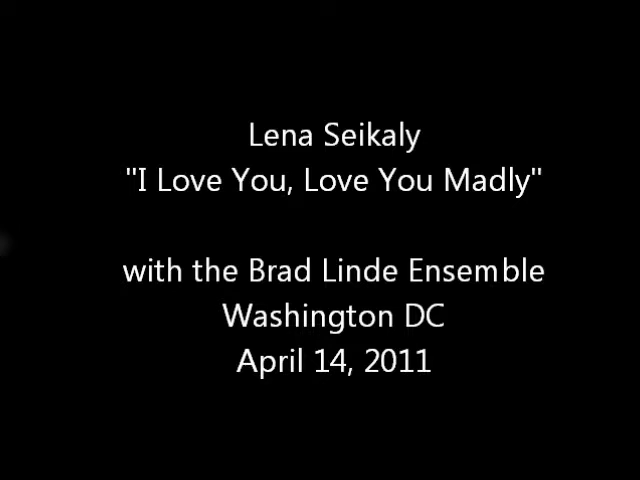 Lena Seikaly
"I Love You, Love You Madly"
with the Brad Linde Ensemble
Washington DC
April 14, 2011